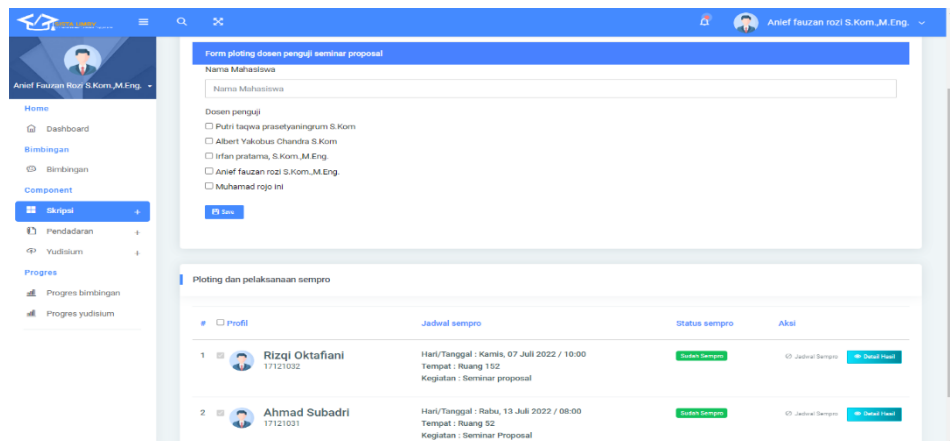 Anief fauzan rozi S.Kom.,M.Eng.
Anief Fauzan Rozi S.Kom.,M.Eng.
Home
Dashboard
Bimbingan
Bimbingan
Component
Skripsi +
Pendadaran +
Yudisium +
Progres
Progres bimbingan
Progres yudisium
Form ploting dosen penguji seminar proposal
Nama Mahasiswa
Nama Mahasiswa
Dosen penguji
Putri taqwa prasetyaningrum S.Kom
Albert Yakobus Chandra S.Kom
Irfan pratama, S.Kom.,M.Eng.
Anief fauzan rozi S.Kom.,M.Eng.
Muhamad rojo ini
Save
Ploting dan pelaksanaan sempro
# Profil Jadwal sempro Status sempro Aksi
1 Rizqi Oktafiani Hari/Tanggal : Kamis, 07 Juli 2022 / 10:00 Sudah Sempro Jadwal Sempro Detail Hasil
17121032 Tempat : Ruang 152
Kegiatan : Seminar proposal
2 Ahmad Subadri Hari/Tanggal : Rabu, 13 Juli 2022 / 08:00 Sudah Sempro Jadwal Sempro Detail Hasil
17121031 Tempat : Ruang 52
Kegiatan : Seminar Proposal